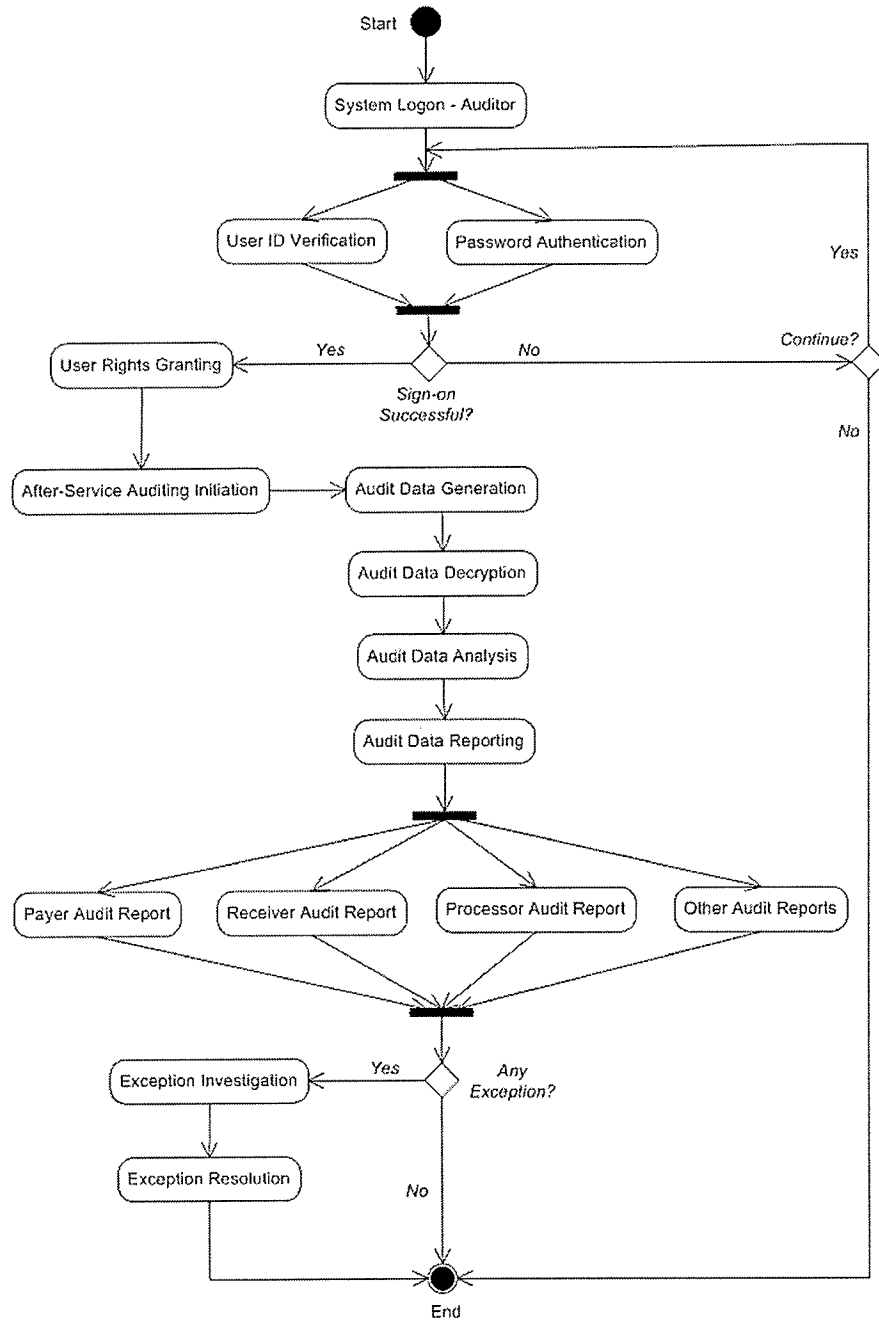 Start
System Logon - Auditor
User ID Verification
Password Authentication
Yes
Continue?
User Rights Granting
Yes
No
Sign-on
Successful?
No
After-Service Auditing Initiation
Audit Data Generation
Audit Data Decryption
Audit Data Analysis
Audit Data Reporting
Payer Audit Report
Receiver Audit Report
Processor Audit Report
Other Audit Reports
Exception Investigation
Yes
Any
Exception?
Exception Resolution
No
End